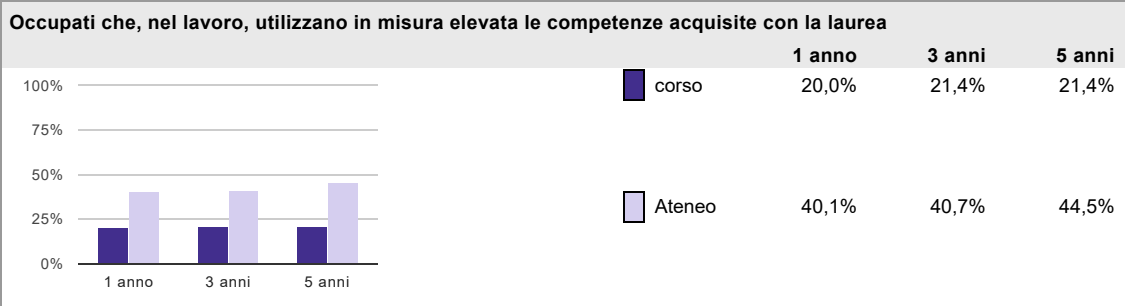 Occupati che, nel lavoro, utilizzano in misura elevata le competenze acquisite con la laurea
1 anno 3 anni 5 anni
100%
75%
50%
25%
0%
1 anno 3 anni 5 anni
corso 20,0% 21,4% 21,4%
Ateneo 40,1% 40,7% 44,5%